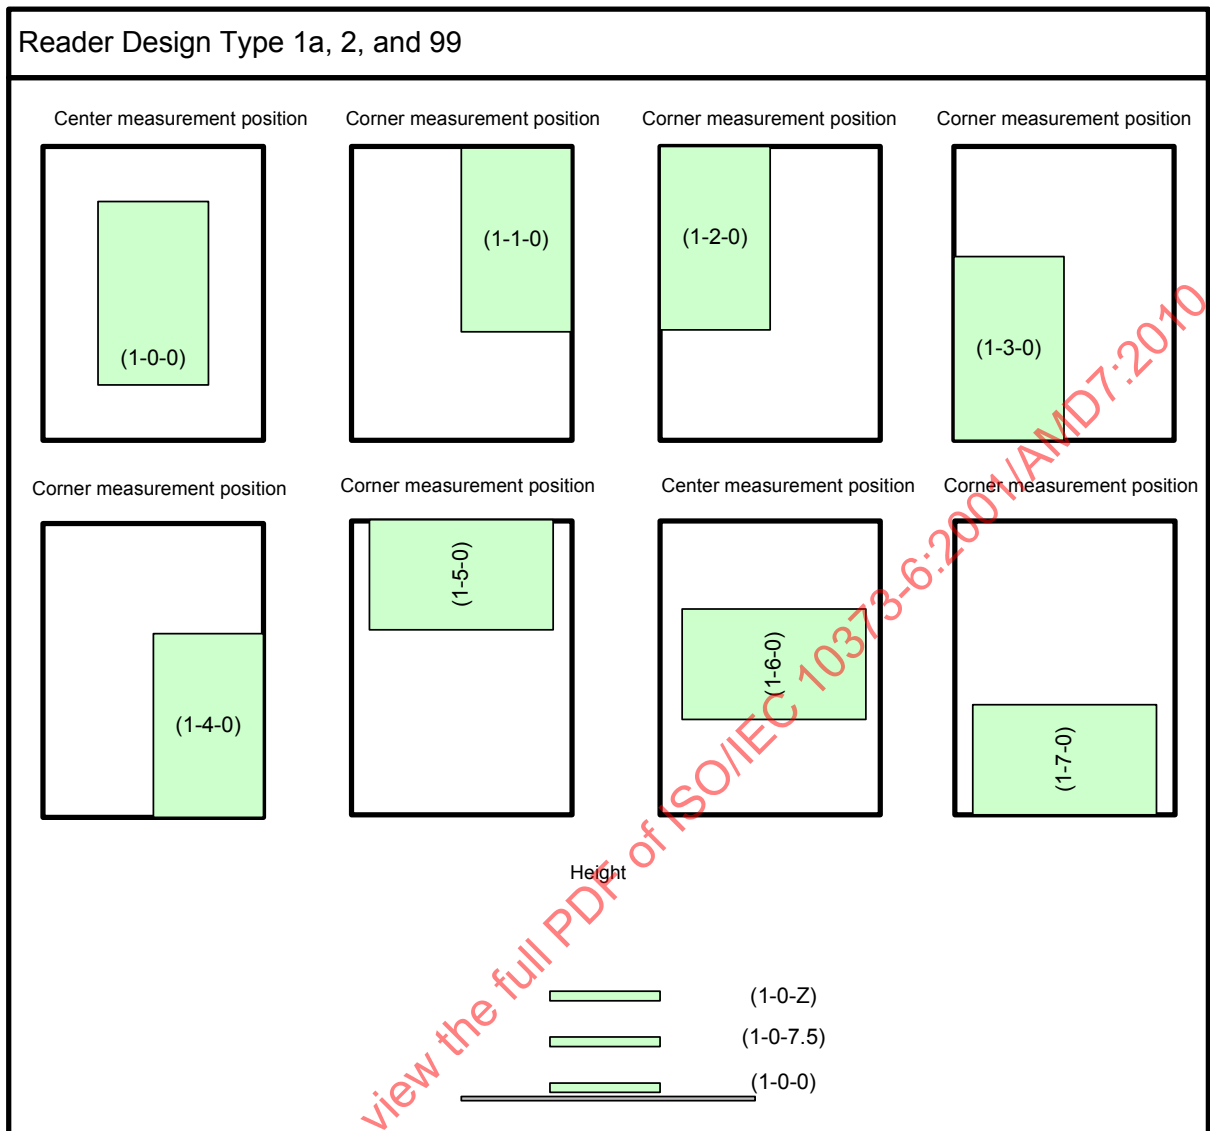 Reader Design Type 1a, 2, and 99
Center measurement position
Corner measurement position
Corner measurement position
Corner measurement position
(1-0-0)
(1-1-0)
(1-2-0)
(1-3-0)
Corner measurement position
Corner measurement position
Center measurement position
Corner measurement position
(1-4-0)
(1-5-0)
(1-6-0)
(1-7-0)
Height
(1-0-Z)
(1-0-7.5)
(1-0-0)
view the full PDF of ISO/IEC 10373-6:2001/AMD7:2010